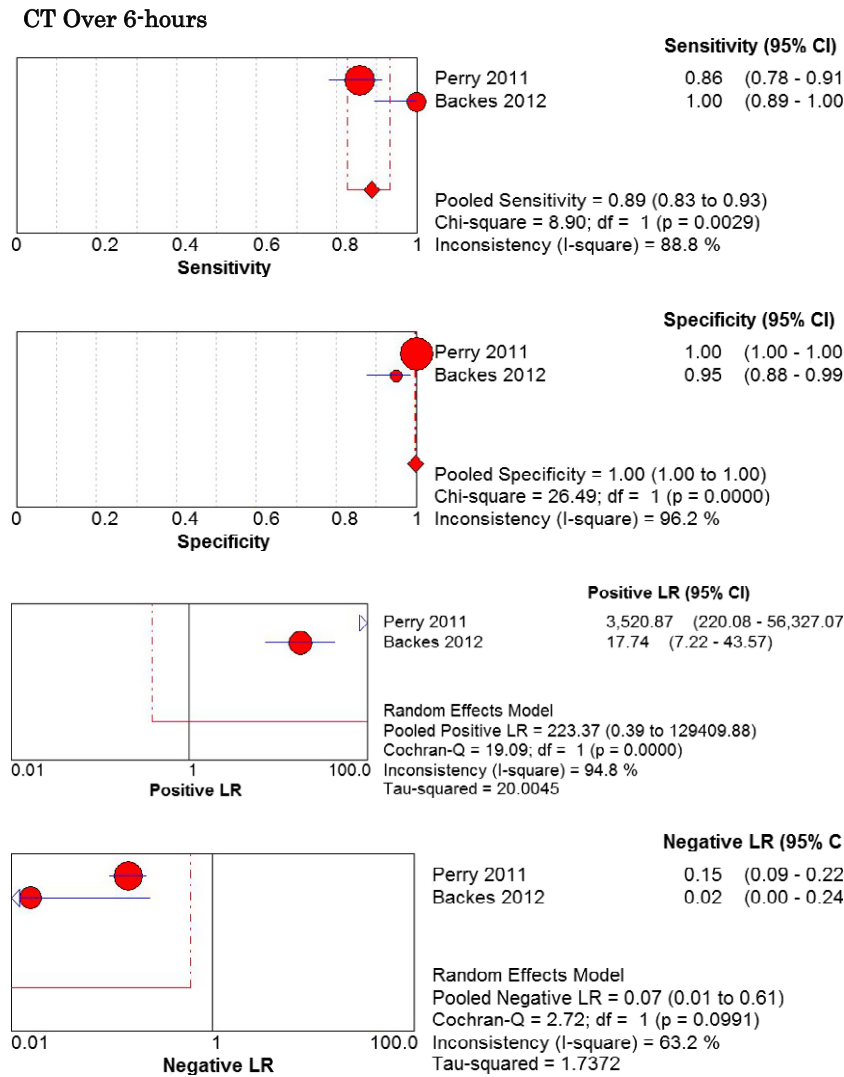 CT Over 6-hours
Sensitivity (95% CI)
Perry 2011 0.86 (0.78 - 0.91
Backes 2012 1.00 (0.89 - 1.00
Pooled Sensitivity = 0.89 (0.83 to 0.93)
Chi-square = 8.90; df = 1 (p = 0.0029)
Inconsistency (I-square) = 88.8 %
0 0.2 0.4 0.6 0.8 1
Sensitivity
Specificity (95% CI)
Perry 2011 1.00 (1.00 - 1.00
Backes 2012 0.95 (0.88 - 0.99
Pooled Specificity = 1.00 (1.00 to 1.00)
Chi-square = 26.49; df = 1 (p = 0.0000)
Inconsistency (I-square) = 96.2 %
0 0.2 0.4 0.6 0.8 1
Specificity
Positive LR (95% CI)
Perry 2011 3,520.87 (220.08 - 56,327.07
Backes 2012 17.74 (7.22 - 43.57)
Random Effects Model
Pooled Positive LR = 223.37 (0.39 to 129409.88)
Cochran-Q = 19.09; df = 1 (p = 0.0000)
Inconsistency (I-square) = 94.8 %
Tau-squared = 20.0045
0.01 1 100.0
Positive LR
Negative LR (95% C
Perry 2011 0.15 (0.09 - 0.22
Backes 2012 0.02 (0.00 - 0.24
Random Effects Model
Pooled Negative LR = 0.07 (0.01 to 0.61)
Cochran-Q = 2.72; df = 1 (p = 0.0991)
Inconsistency (I-square) = 63.2 %
Tau-squared = 1.7372
0.01 1 100.0
Negative LR